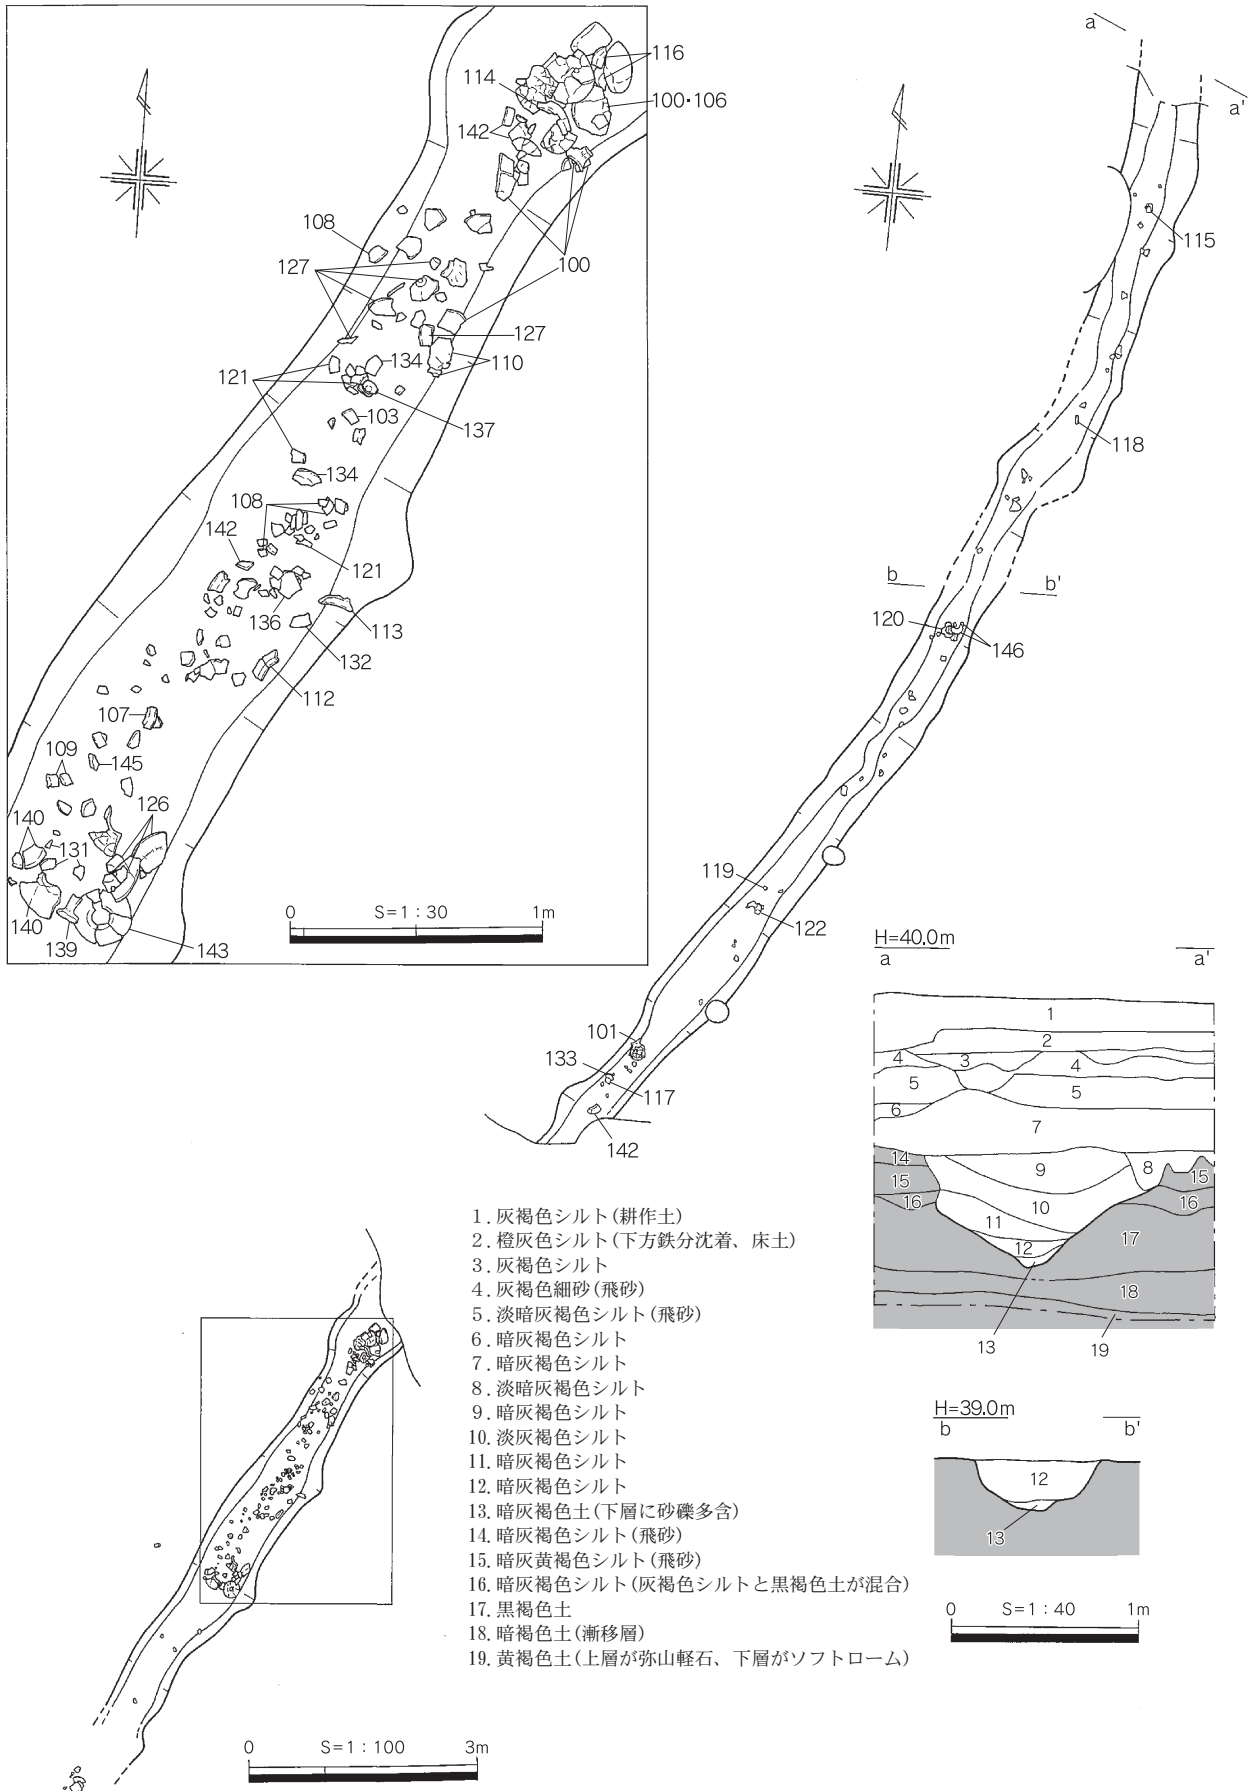 116
114
100・106
142
108
100
127
127
134
110
121
103
137
134
108
142
121
136
113
132
112
107
109
145
126
140
131
140
139
143
0 S=1：30 1m
a
a'
115
118
b
b'
120
146
119
122
101
133
117
142
H=40.0m
a a'
1
2
4 3 4
5 5
6
7
14 9 8
15 15
16 10 16
11 17
12
18
13 19
H=39.0m
b b'
12
13
0 S=1：40 1m
1. 灰褐色シルト(耕作土)
2. 橙灰色シルト(下方鉄分沈着、床土)
3. 灰褐色シルト
4. 灰褐色細砂(飛砂)
5. 淡暗灰褐色シルト(飛砂)
6. 暗灰褐色シルト
7. 暗灰褐色シルト
8. 淡暗灰褐色シルト
9. 暗灰褐色シルト
10. 淡灰褐色シルト
11. 暗灰褐色シルト
12. 暗灰褐色シルト
13. 暗灰褐色土(下層に砂礫多含)
14. 暗灰褐色シルト(飛砂)
15. 暗灰黄褐色シルト(飛砂)
16. 暗灰褐色シルト(灰褐色シルトと黒褐色土が混合)
17. 黒褐色土
18. 暗褐色土(漸移層)
19. 黄褐色土(上層が弥山軽石、下層がソフトローム)
0 S=1：100 3m